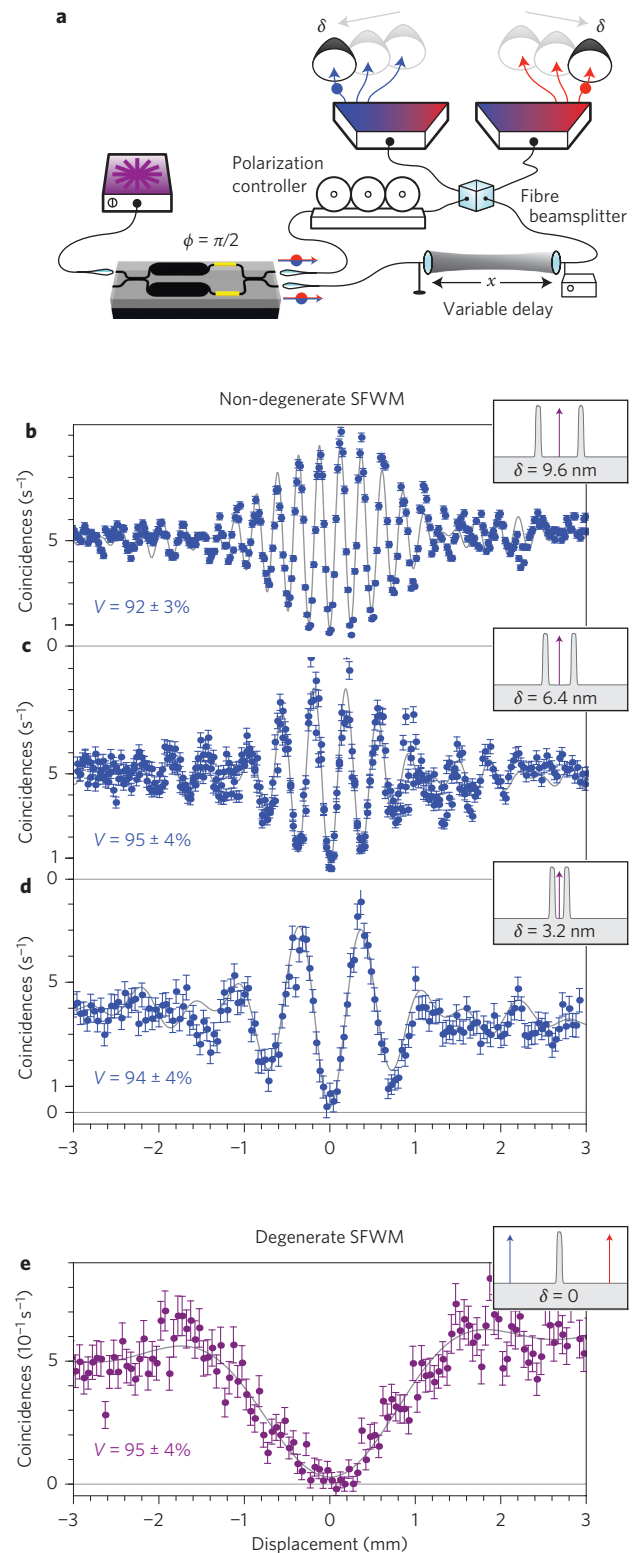 a
δ
δ
Polarization
controller
Fibre
beamsplitter
ϕ = π/2
x
Variable delay
Non-degenerate SFWM
b
δ = 9.6 nm
Coincidences (s⁻¹)
5
1
0
V = 92 ± 3%
c
δ = 6.4 nm
Coincidences (s⁻¹)
5
1
0
V = 95 ± 4%
d
δ = 3.2 nm
Coincidences (s⁻¹)
5
1
0
V = 94 ± 4%
−3 −2 −1 0 1 2 3
Degenerate SFWM
e
δ = 0
Coincidences (10⁻¹ s⁻¹)
5
0
V = 95 ± 4%
−3 −2 −1 0 1 2 3
Displacement (mm)